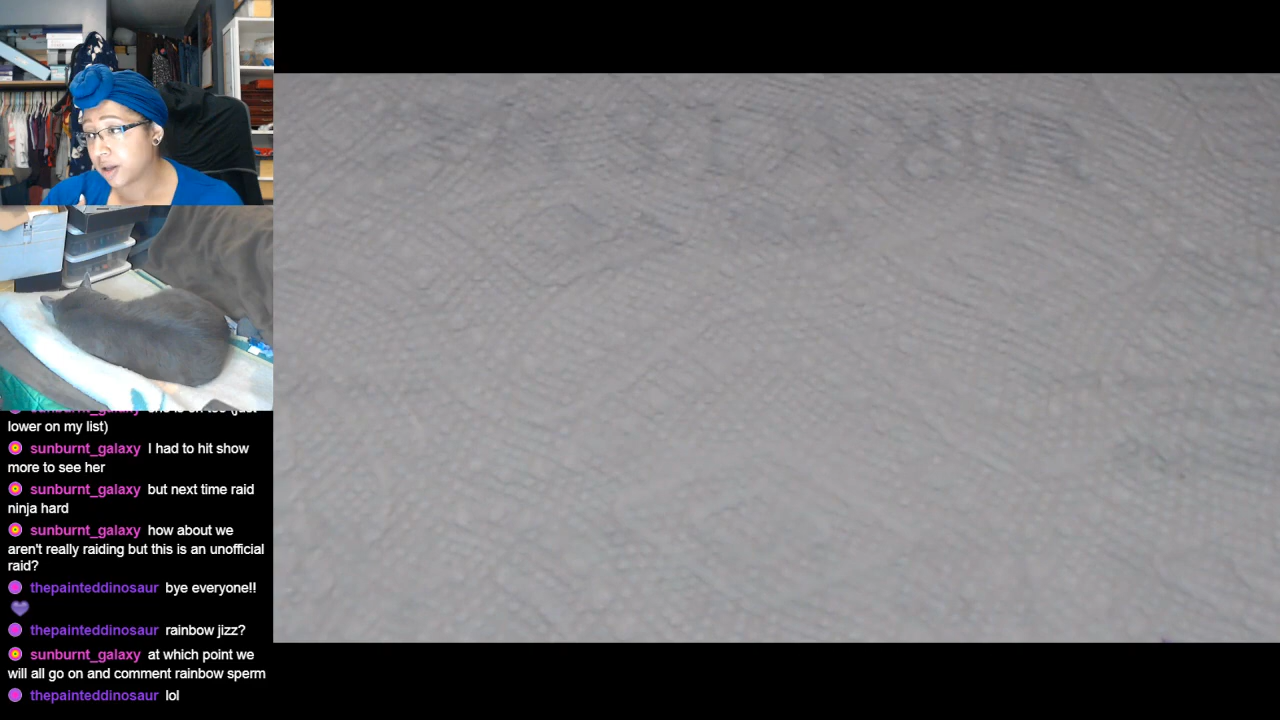 lower on my list)
sunburnt_galaxy I had to hit show
more to see her
sunburnt_galaxy but next time raid
ninja hard
sunburnt_galaxy how about we
aren't really raiding but this is an unofficial
raid?
thepainteddinosaur bye everyone!!
thepainteddinosaur rainbow jizz?
sunburnt_galaxy at which point we
will all go on and comment rainbow sperm
thepainteddinosaur lol